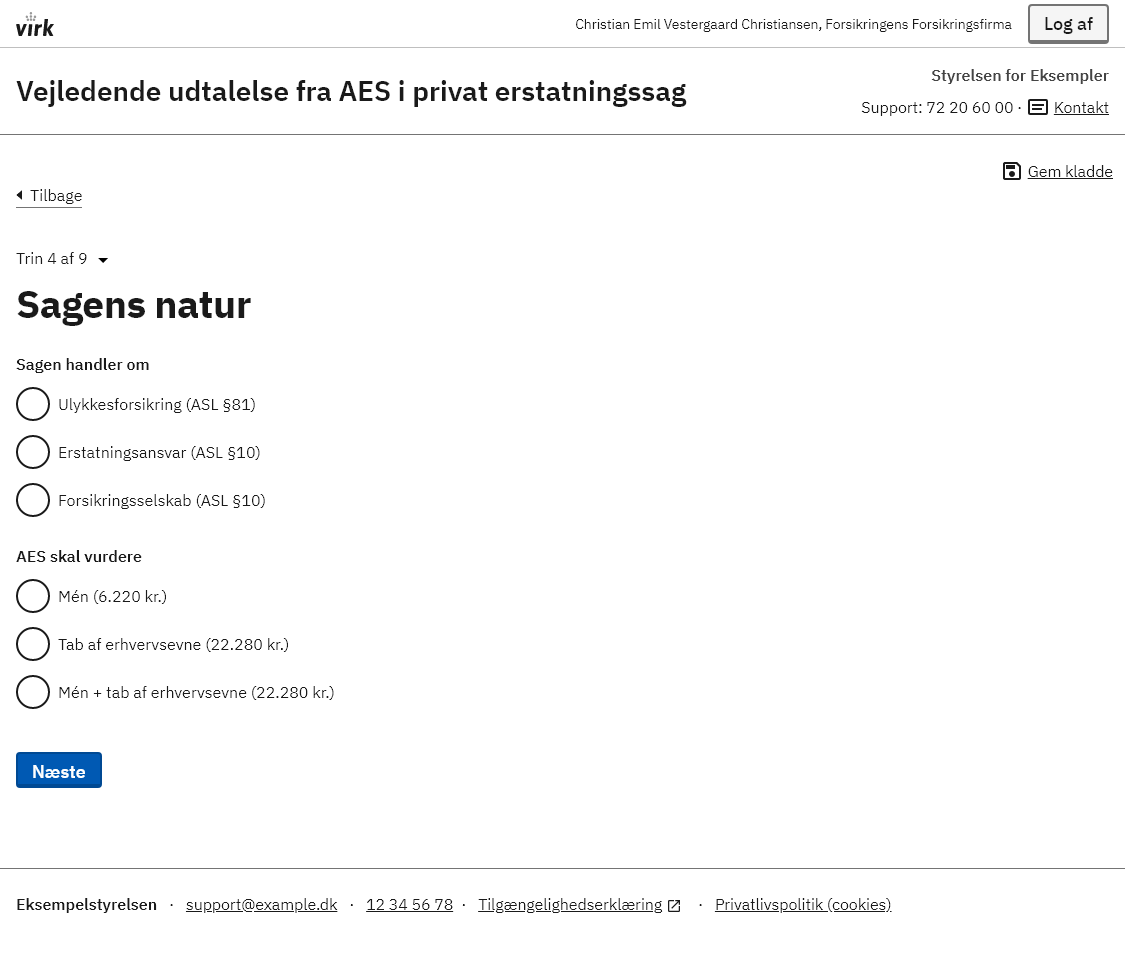 virk
Christian Emil Vestergaard Christiansen, Forsikringens Forsikringsfirma
Log af
Vejledende udtalelse fra AES i privat erstatningssag
Styrelsen for Eksempler
Support: 72 20 60 00 · Kontakt
Gem kladde
Tilbage
Trin 4 af 9
Sagens natur
Sagen handler om
Ulykkesforsikring (ASL §81)
Erstatningsansvar (ASL §10)
Forsikringsselskab (ASL §10)
AES skal vurdere
Mén (6.220 kr.)
Tab af erhvervsevne (22.280 kr.)
Mén + tab af erhvervsevne (22.280 kr.)
Næste
Eksempelstyrelsen · support@example.dk · 12 34 56 78 · Tilgængelighedserklæring · Privatlivspolitik (cookies)